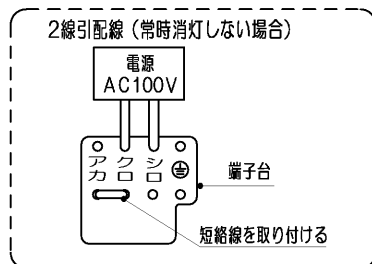 2線引配線（常時消灯しない場合）
電源
AC100V
アカ
クロ
シロ
端子台
短絡線を取り付ける